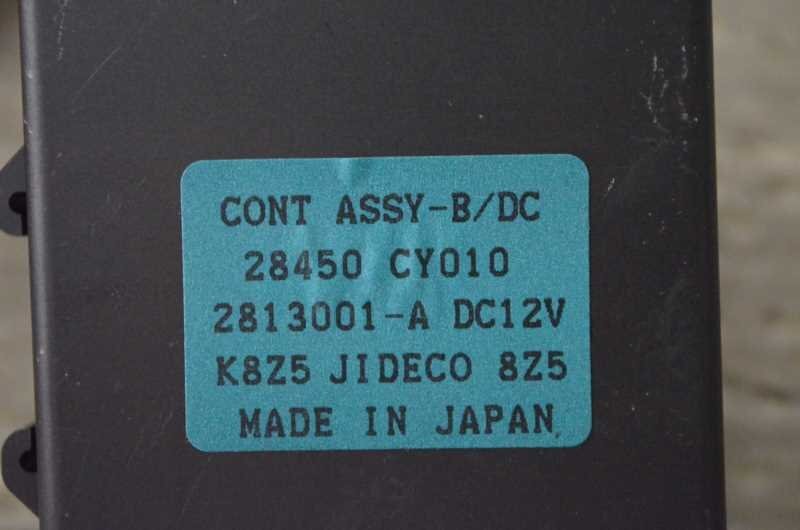 CONT ASSY-B/DC
28450 CY010
2813001-A DC12V
K8Z5 JIDECO 8Z5
MADE IN JAPAN